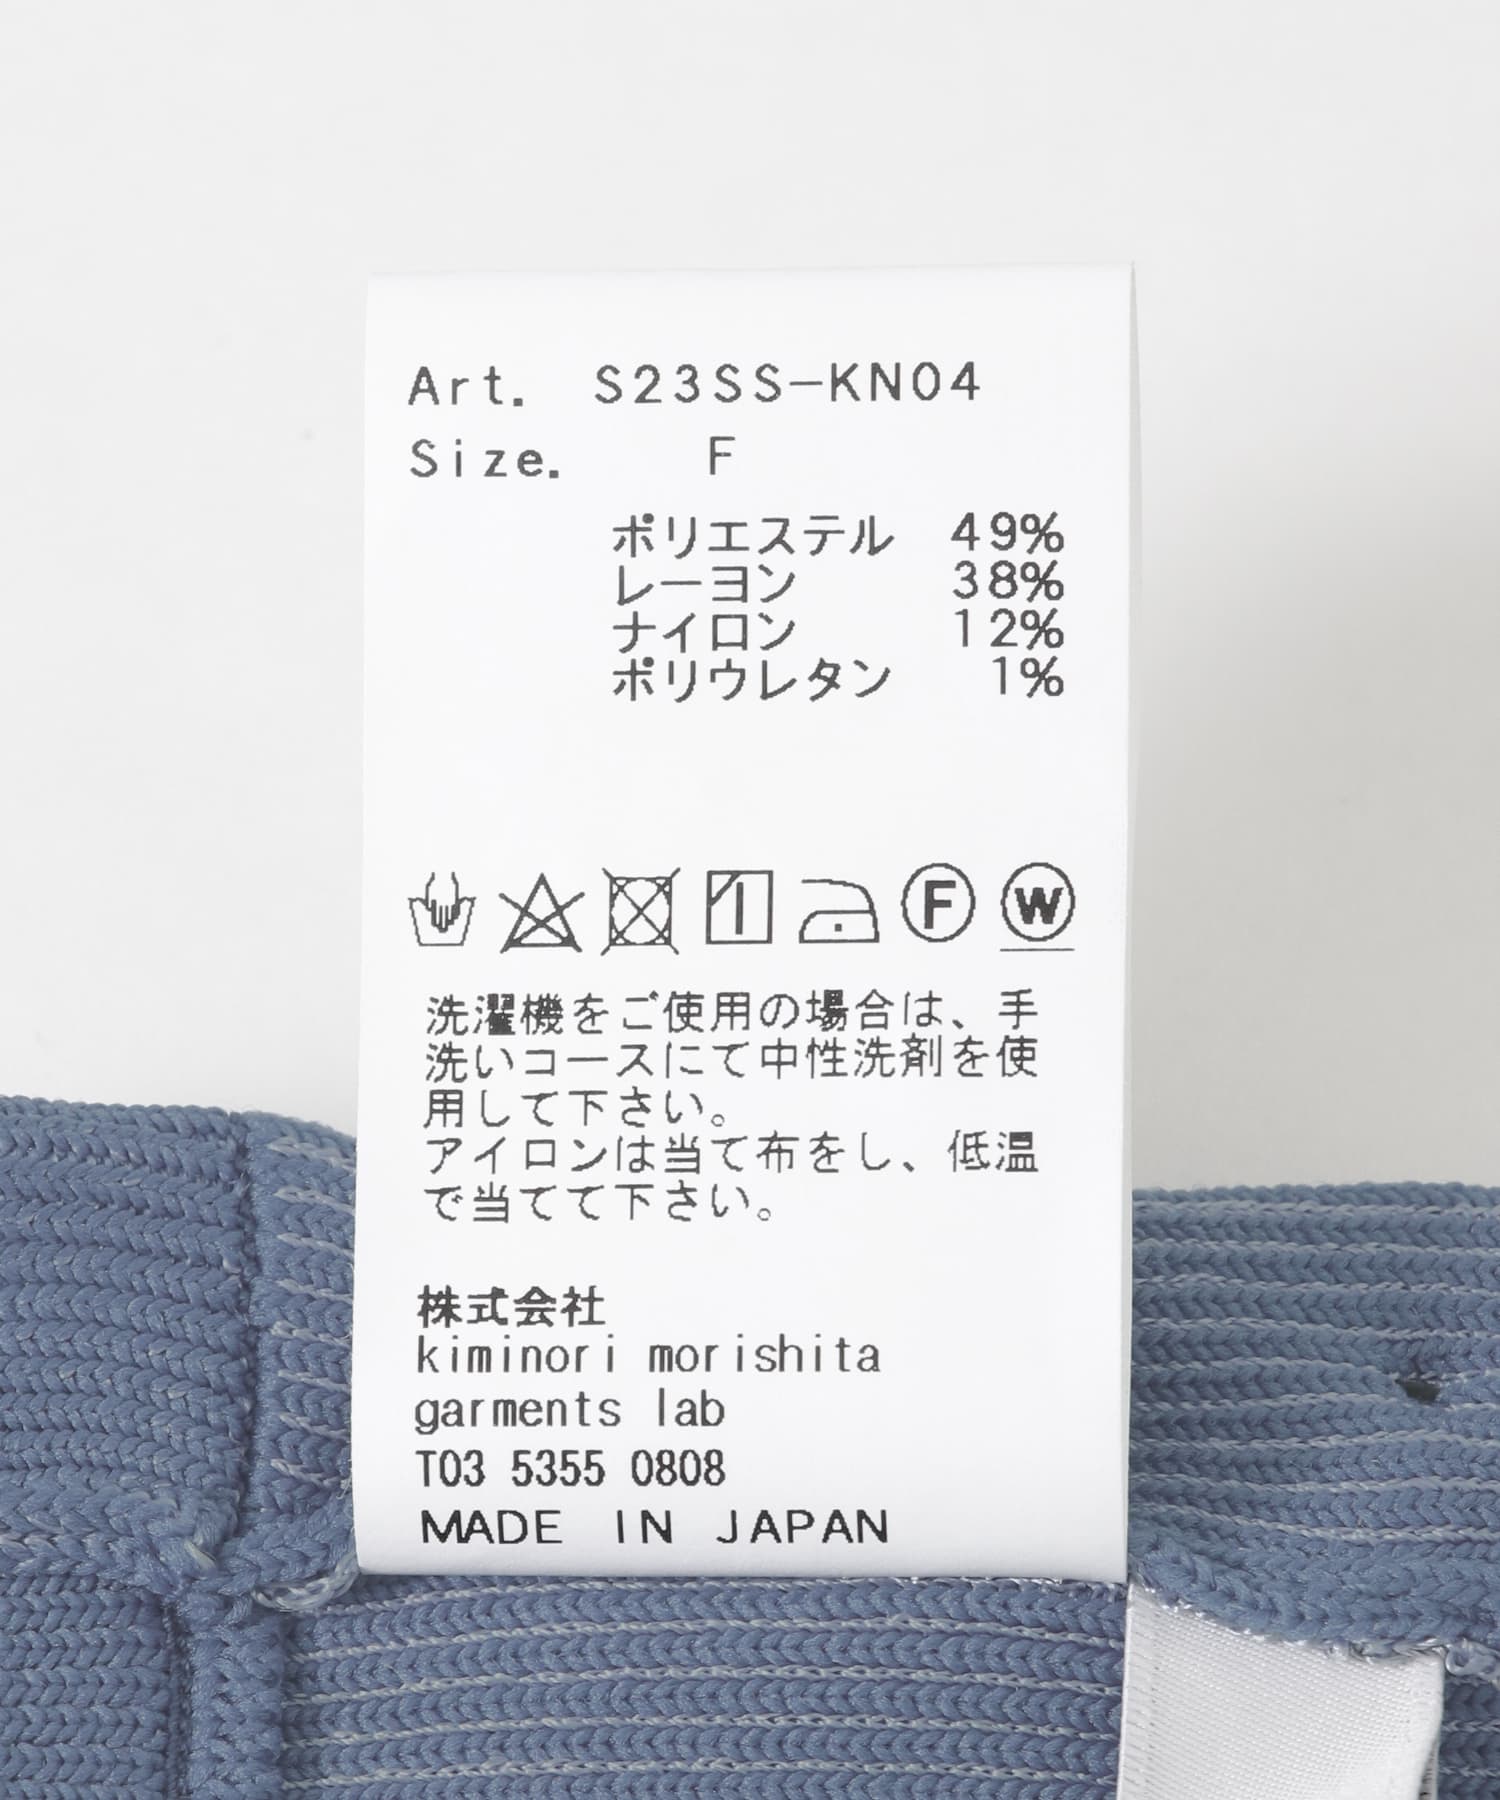 Art. S23SS-KN04
Size. F
ポリエステル 49%
レーヨン 38%
ナイロン 12%
ポリウレタン 1%
F W
洗濯機をご使用の場合は、手
洗いコースにて中性洗剤を使
用して下さい。
アイロンは当て布をし、低温
で当てて下さい。
株式会社
kiminori morishita
garments lab
T03 5355 0808
MADE IN JAPAN